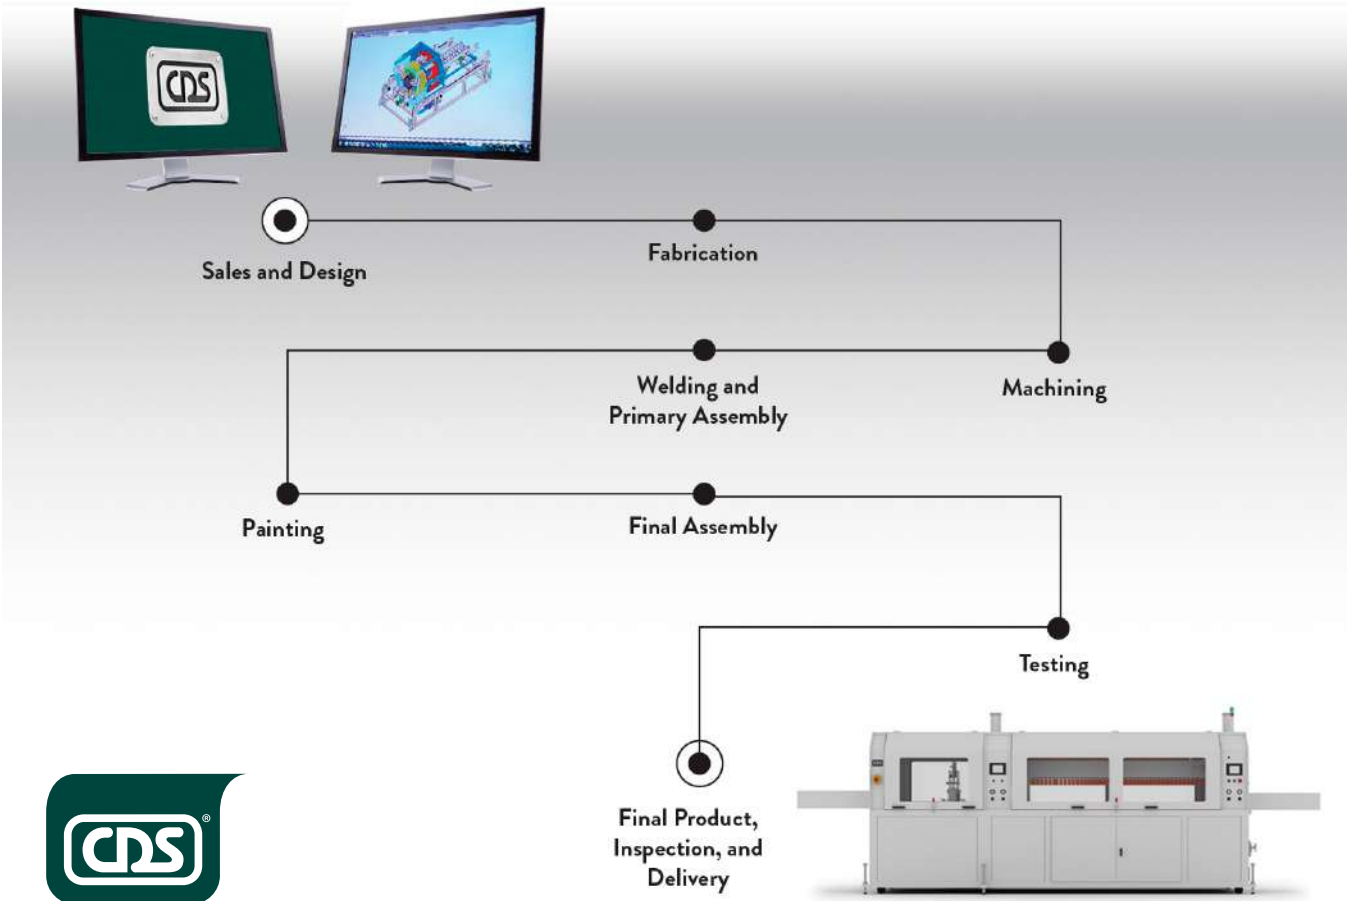 CDS
Sales and Design
Fabrication
Machining
Welding and
Primary Assembly
Painting
Final Assembly
Testing
Final Product,
Inspection, and
Delivery
CDS®